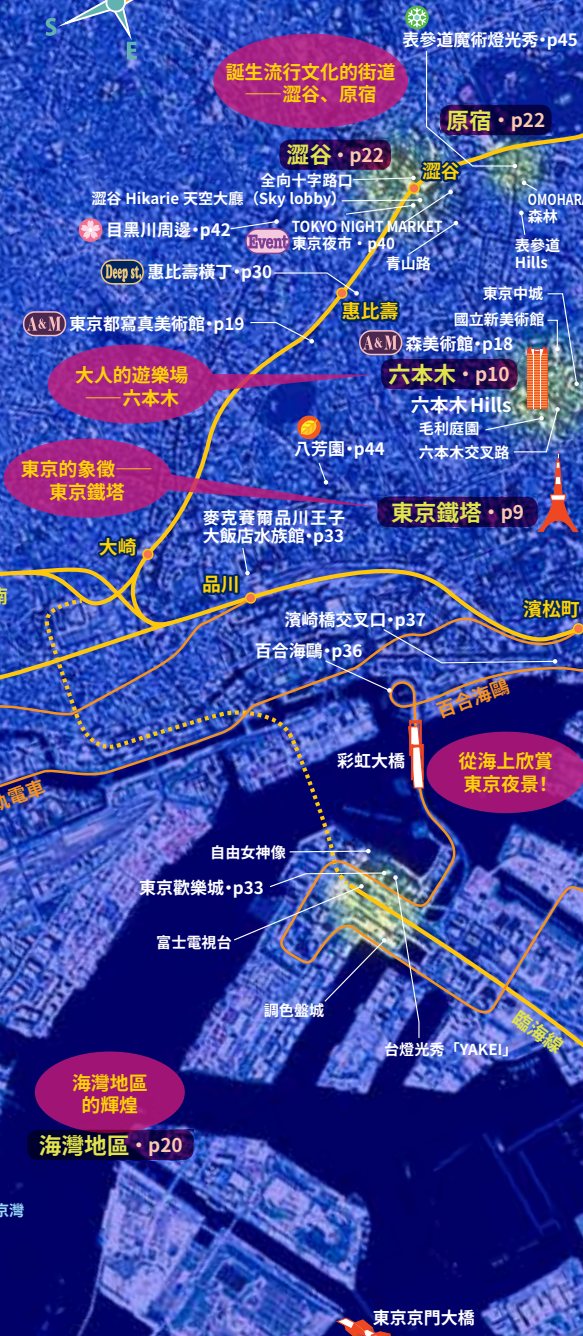 S
E
表參道魔術燈光秀•p45
誕生流行文化的街道
——澀谷、原宿
原宿・p22
澀谷・p22
澀谷
全向十字路口
澀谷 Hikarie 天空大廳（Sky lobby）
OMOHARA
森林
目黑川周邊•p42
TOKYO NIGHT MARKET
Event
東京夜市・p40
表參道
Hills
青山路
Deep st.
惠比壽橫丁•p30
東京中城
惠比壽
國立新美術館
A&M
東京都寫真美術館•p19
A&M
森美術館•p18
大人的遊樂場
——六本木
六本木・p10
六本木Hills
毛利庭園
八芳園•p44
六本木交叉路
東京的象徵——
東京鐵塔
東京鐵塔・p9
麥克賽爾品川王子
大飯店水族館•p33
大崎
品川
濱松町
濱崎橋交叉口•p37
百合海鷗•p36
百合海鷗
彩虹大橋
從海上欣賞
東京夜景！
軌電車
自由女神像
東京歡樂城•p33
富士電視台
調色盤城
臨海線
台燈光秀「YAKEI」
海灣地區
的輝煌
海灣地區・p20
京灣
東京京門大橋